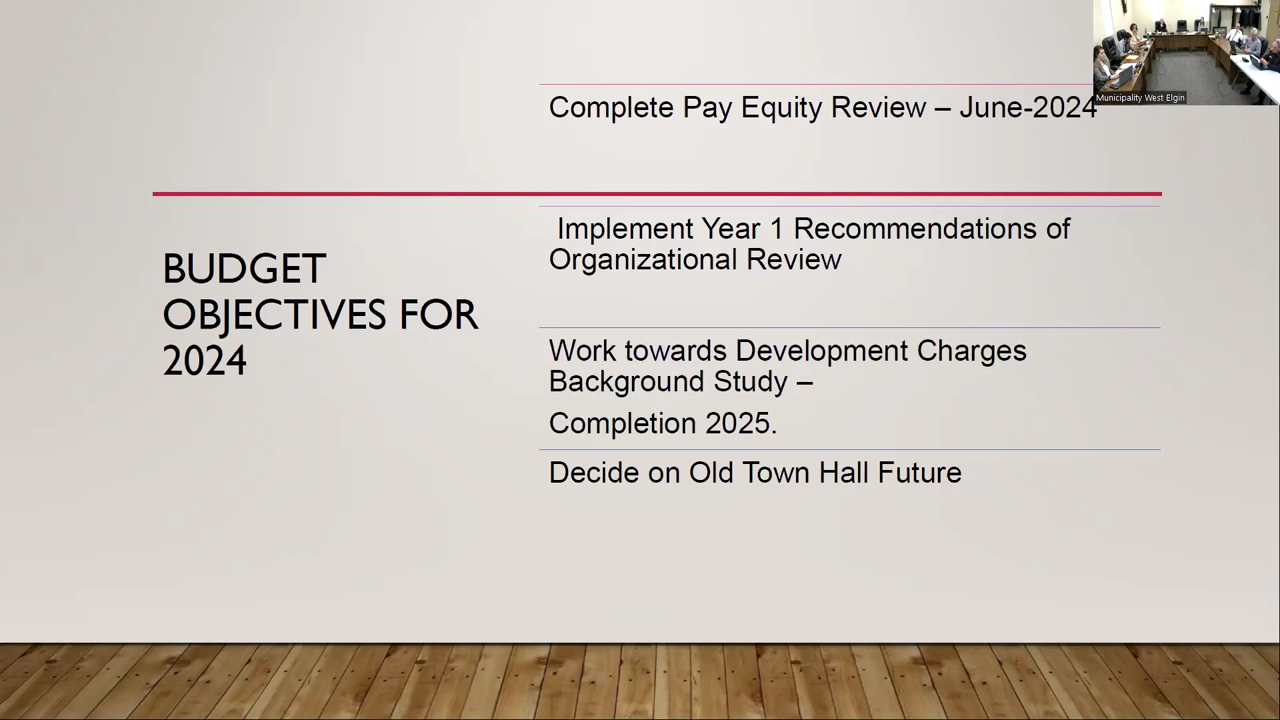 Municipality West Elgin
Complete Pay Equity Review – June-2024
BUDGET
OBJECTIVES FOR
2024
Implement Year 1 Recommendations of
Organizational Review
Work towards Development Charges
Background Study –
Completion 2025.
Decide on Old Town Hall Future